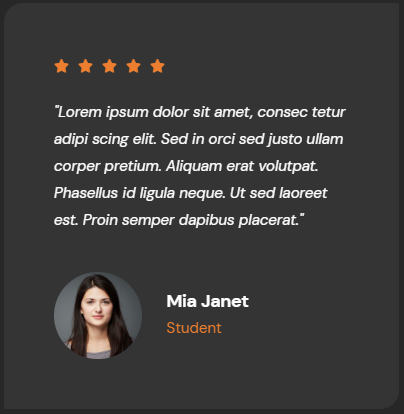 "Lorem ipsum dolor sit amet, consec tetur
adipi scing elit. Sed in orci sed justo ullam
corper pretium. Aliquam erat volutpat.
Phasellus id ligula neque. Ut sed laoreet
est. Proin semper dapibus placerat."
Mia Janet
Student